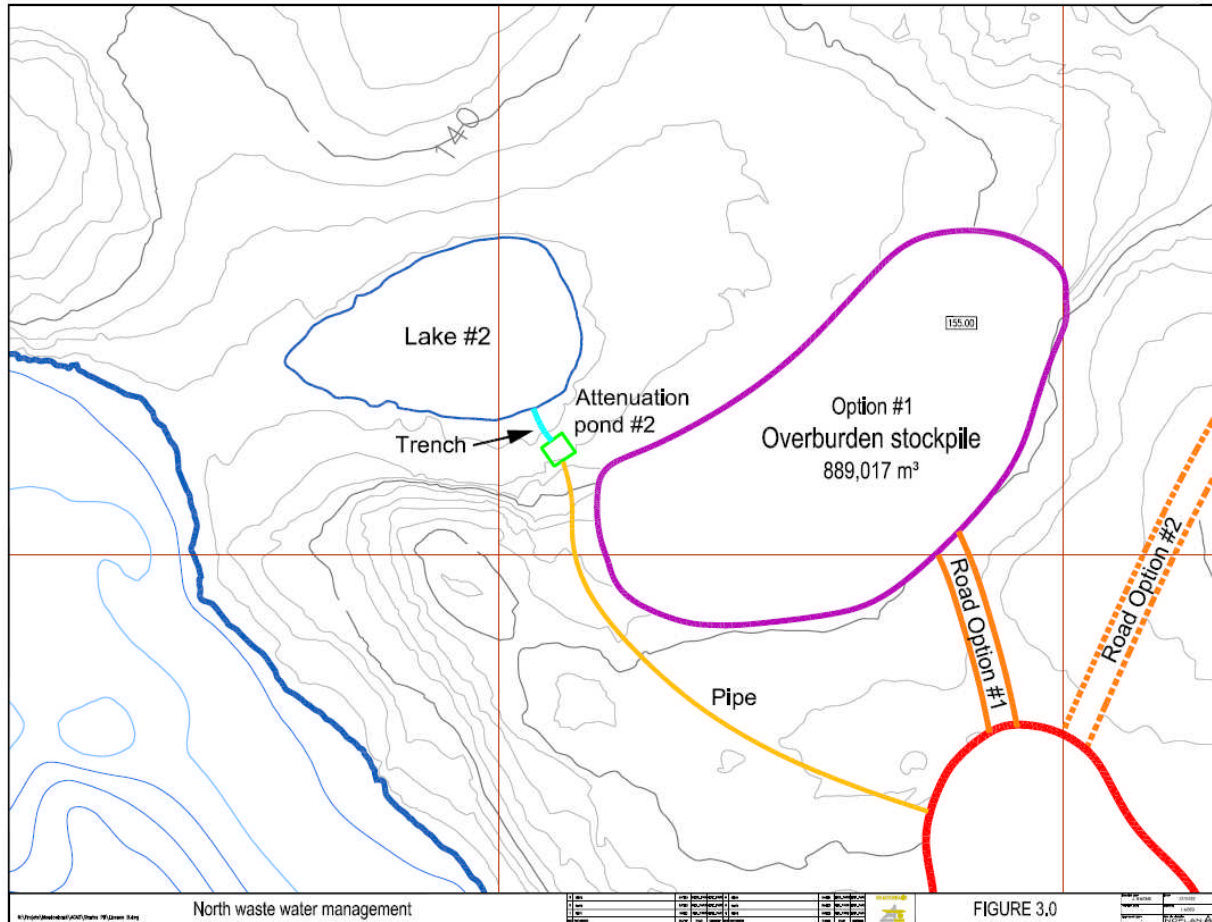 140
Lake #2
155.00
Attenuation
pond #2
Trench
Option #1
Overburden stockpile
889,017 m³
Road Option #1
Road Option #2
Pipe
North waste water management
FIGURE 3,0